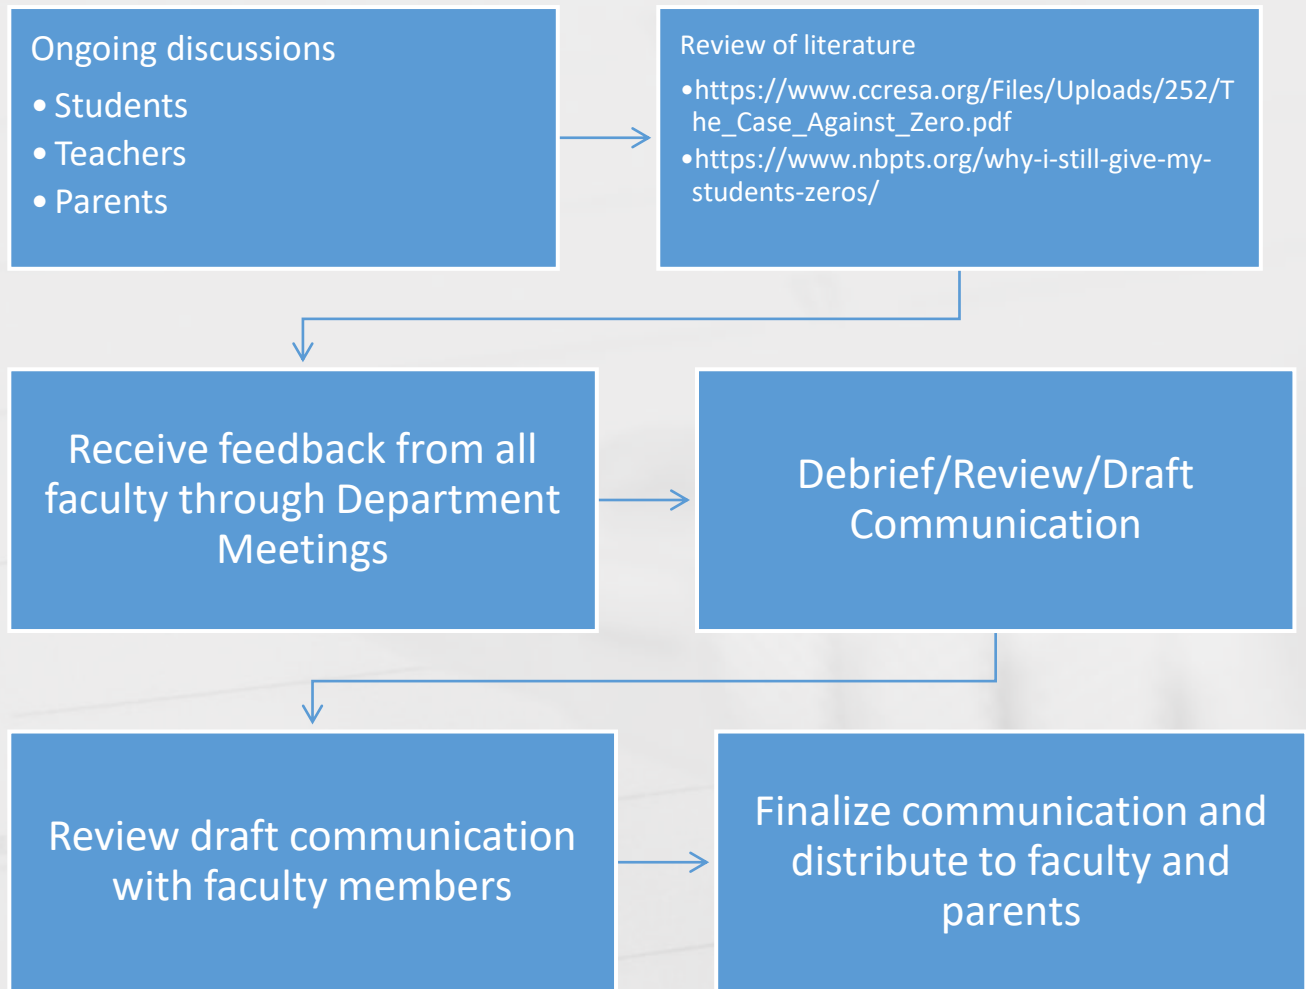 Ongoing discussions
• Students
• Teachers
• Parents
Review of literature
•https://www.ccresa.org/Files/Uploads/252/T
he_Case_Against_Zero.pdf
•https://www.nbpts.org/why-i-still-give-my-
students-zeros/
Receive feedback from all
faculty through Department
Meetings
Debrief/Review/Draft
Communication
Review draft communication
with faculty members
Finalize communication and
distribute to faculty and
parents